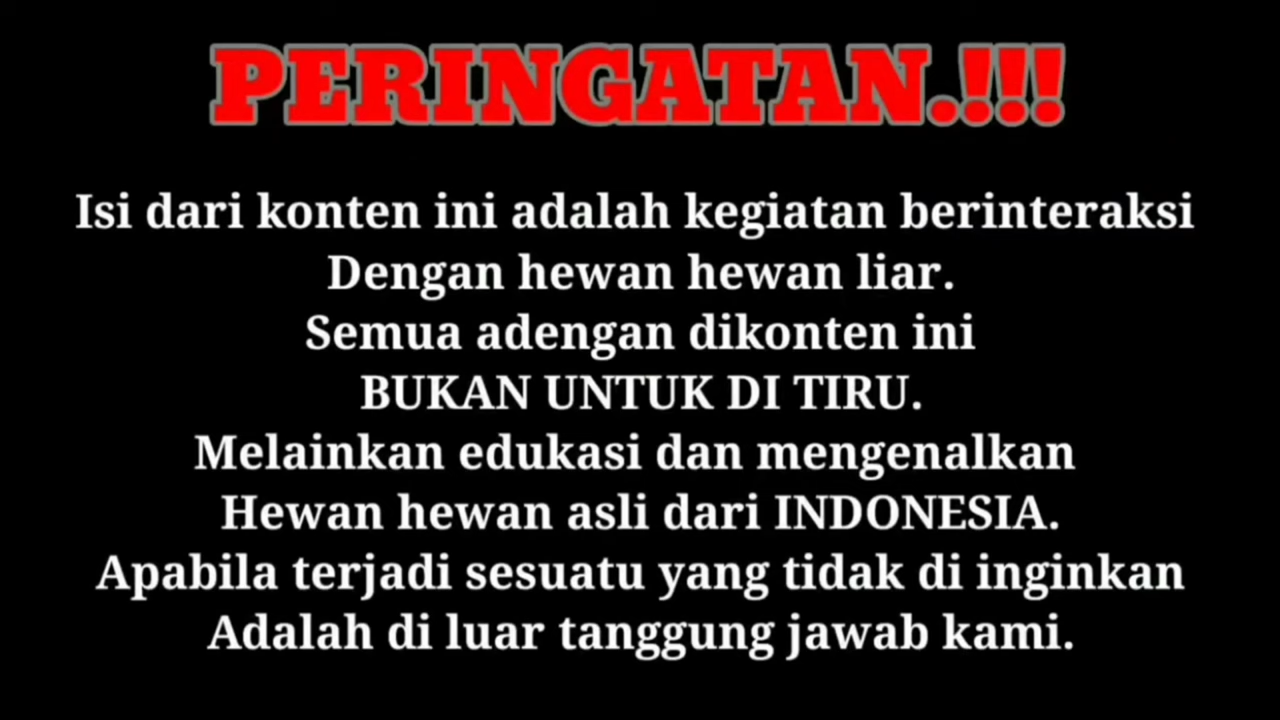 PERINGATAN.!!!
Isi dari konten ini adalah kegiatan berinteraksi
Dengan hewan hewan liar.
Semua adengan dikonten ini
BUKAN UNTUK DI TIRU.
Melainkan edukasi dan mengenalkan
Hewan hewan asli dari INDONESIA.
Apabila terjadi sesuatu yang tidak di inginkan
Adalah di luar tanggung jawab kami.